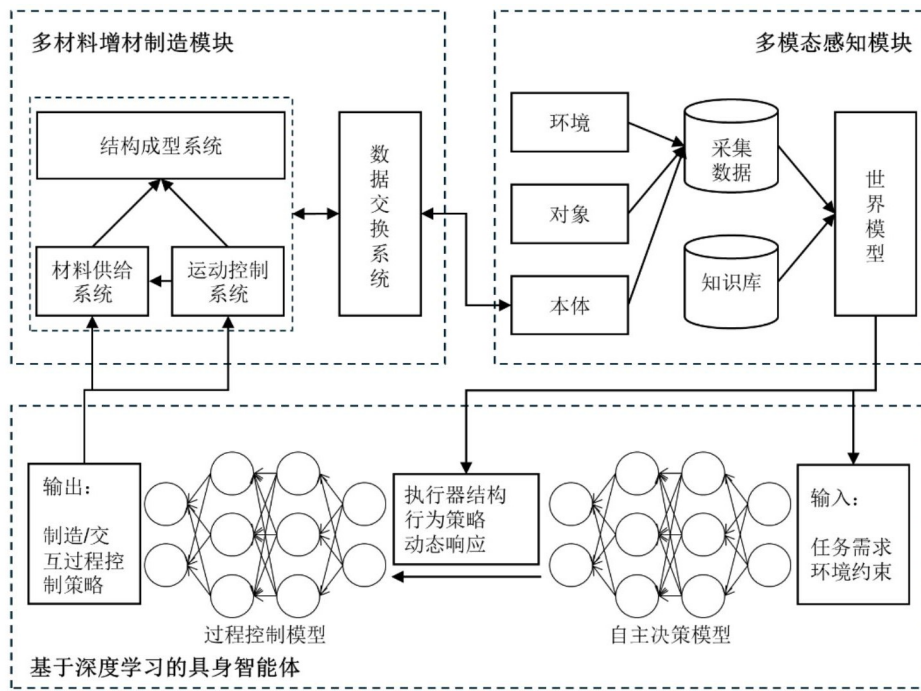 多材料增材制造模块
结构成型系统
材料供给
系统
运动控制
系统
数据交换系统
多模态感知模块
环境
对象
本体
采集
数据
知识库
世界模型
输出：
制造/交
互过程控
制策略
过程控制模型
执行器结构
行为策略
动态响应
自主决策模型
输入：
任务需求
环境约束
基于深度学习的具身智能体